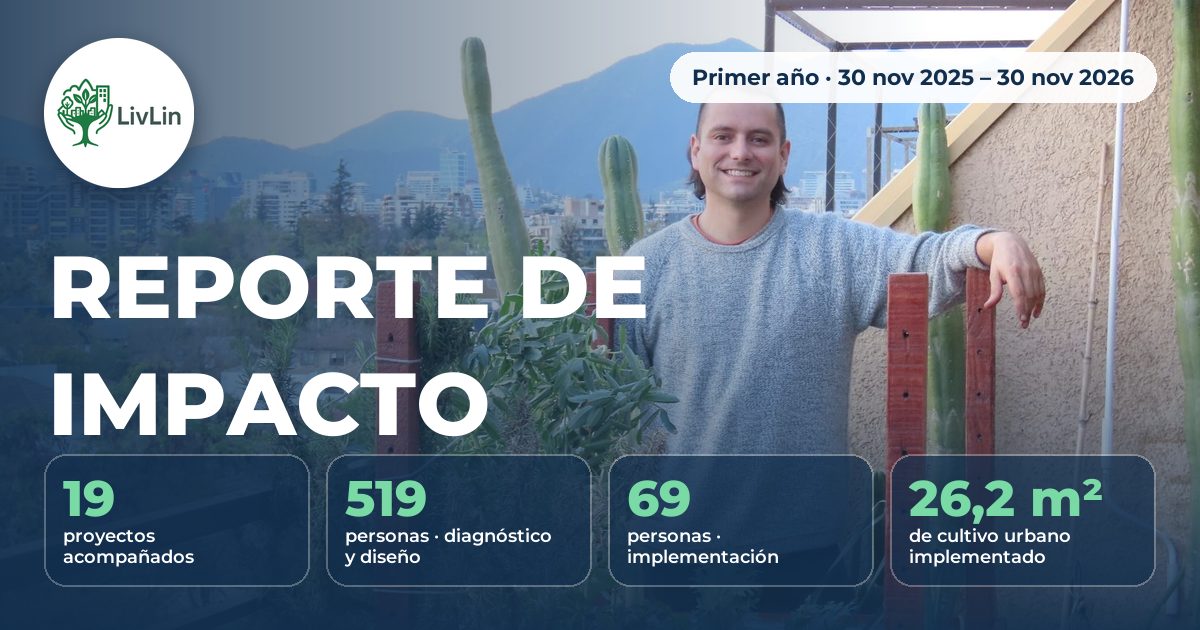 LivLin
Primer año · 30 nov 2025 – 30 nov 2026
REPORTE DE
IMPACTO
19
proyectos
acompañados
519
personas · diagnóstico
y diseño
69
personas ·
implementación
26,2 m²
de cultivo urbano
implementado